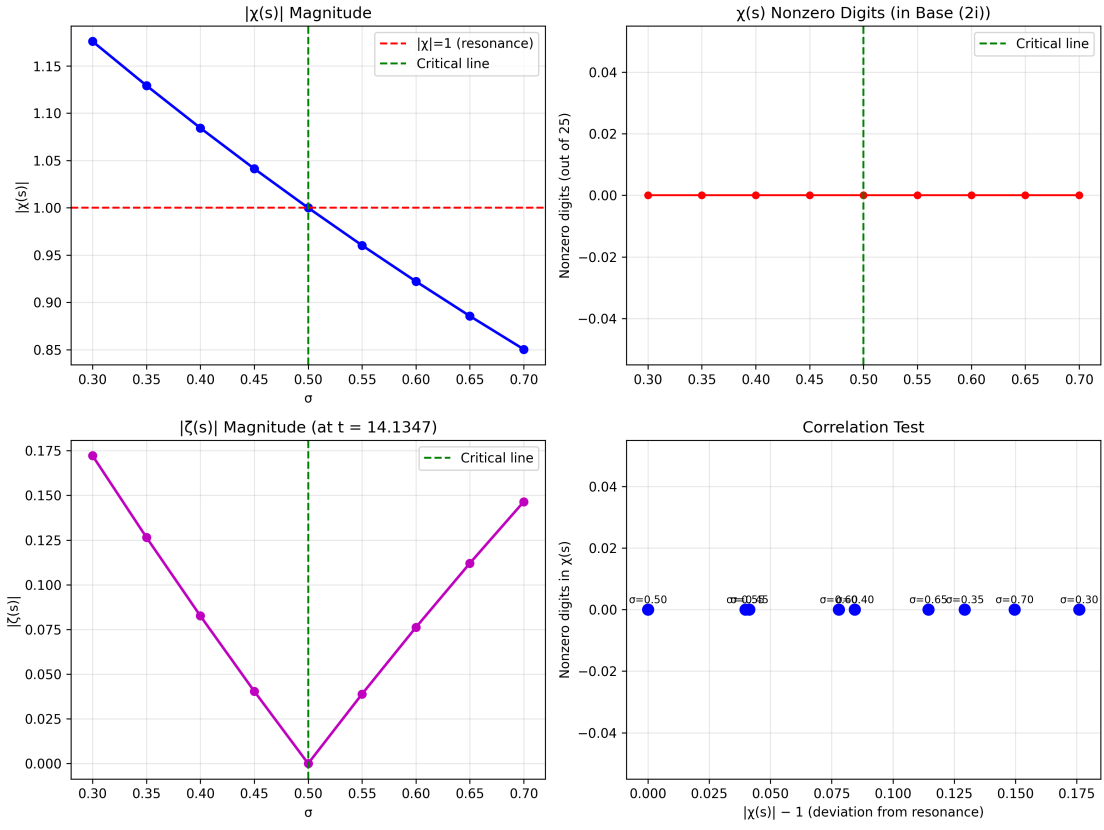 |χ(s)| Magnitude
|χ|=1 (resonance)
Critical line
1.15
1.10
1.05
1.00
0.95
0.90
0.85
|χ(s)|
0.30 0.35 0.40 0.45 0.50 0.55 0.60 0.65 0.70
σ
χ(s) Nonzero Digits (in Base (2i))
Critical line
0.04
0.02
0.00
−0.02
−0.04
Nonzero digits (out of 25)
0.30 0.35 0.40 0.45 0.50 0.55 0.60 0.65 0.70
|ζ(s)| Magnitude (at t = 14.1347)
Critical line
0.175
0.150
0.125
0.100
0.075
0.050
0.025
0.000
|ζ(s)|
0.30 0.35 0.40 0.45 0.50 0.55 0.60 0.65 0.70
σ
Correlation Test
0.04
0.02
0.00
−0.02
−0.04
Nonzero digits in χ(s)
σ=0.50 σ=0.65 σ=0.35 σ=0.70 σ=0.30
0.000 0.025 0.050 0.075 0.100 0.125 0.150 0.175
|χ(s)| − 1 (deviation from resonance)